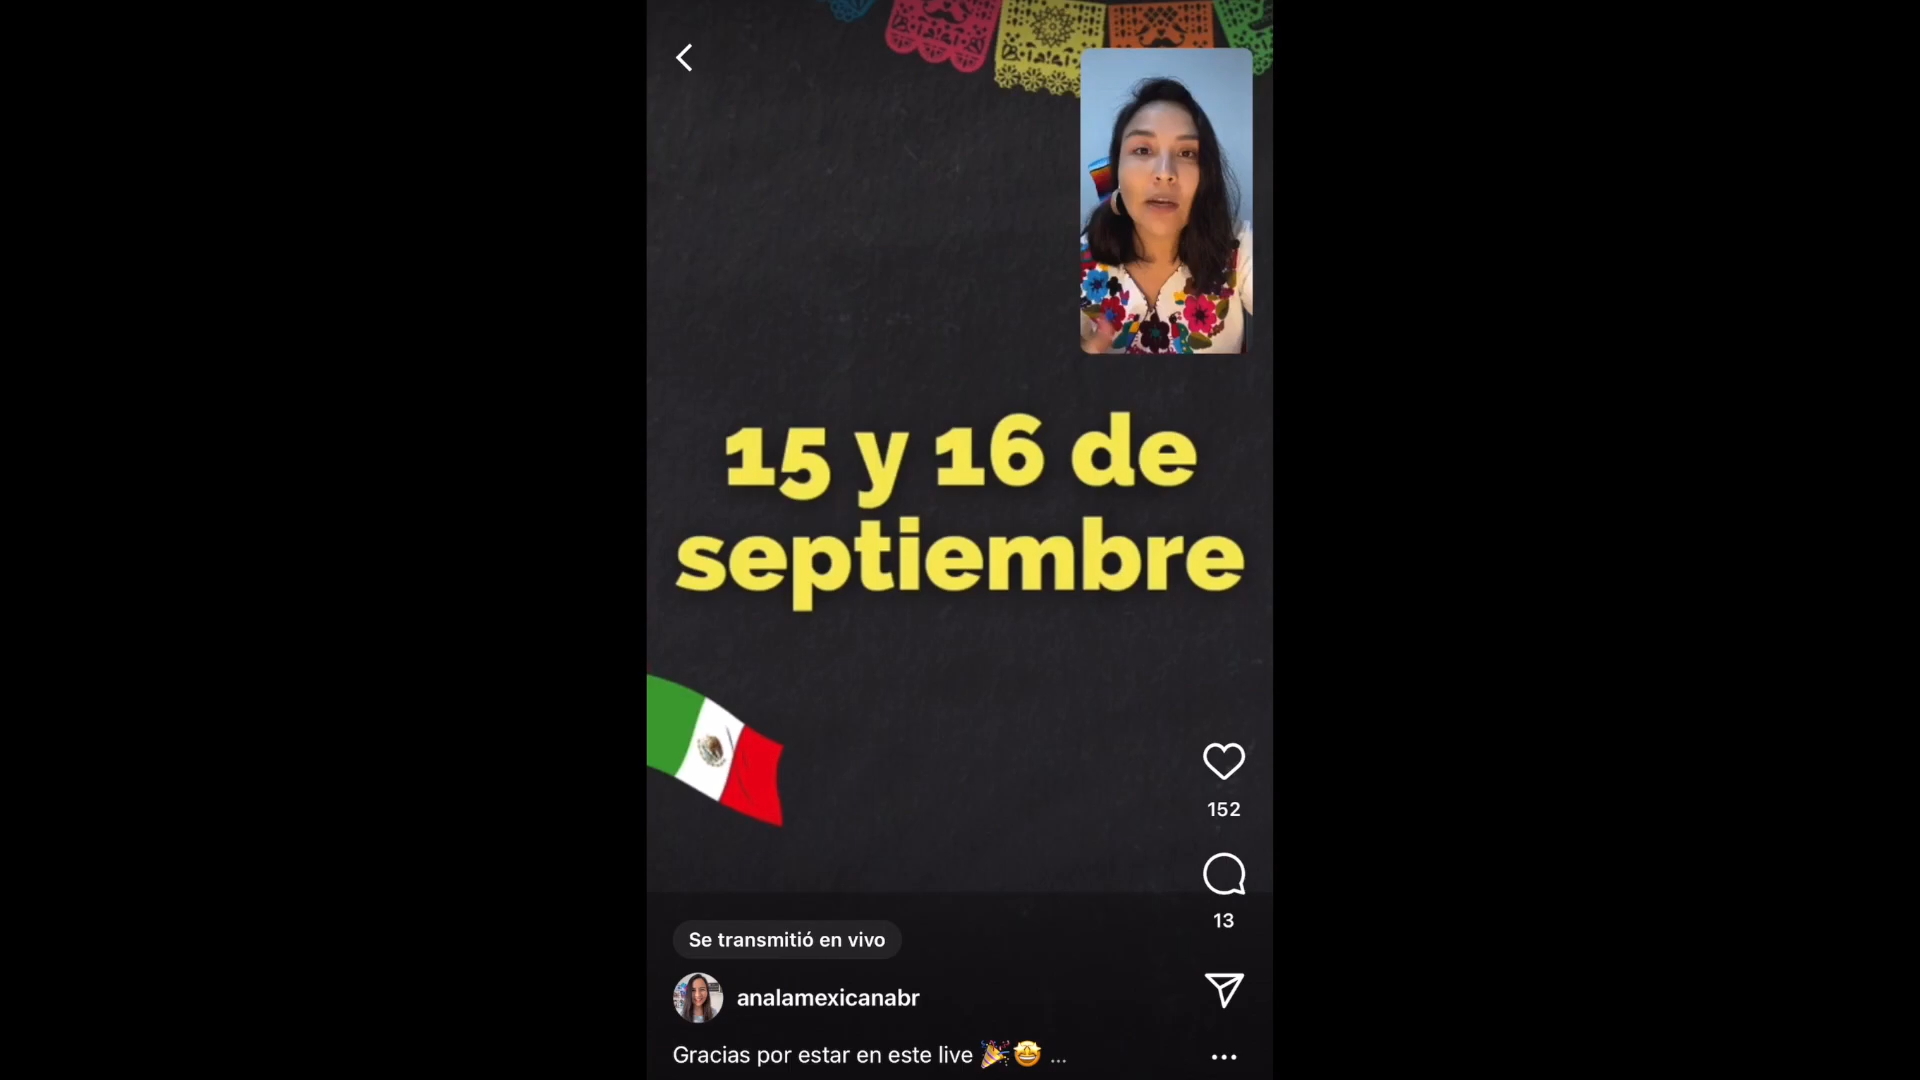 15 y 16 de
septiembre
152
13
Se transmitió en vivo
analamexicanabr
Gracias por estar en este live 🎉🤩 ...